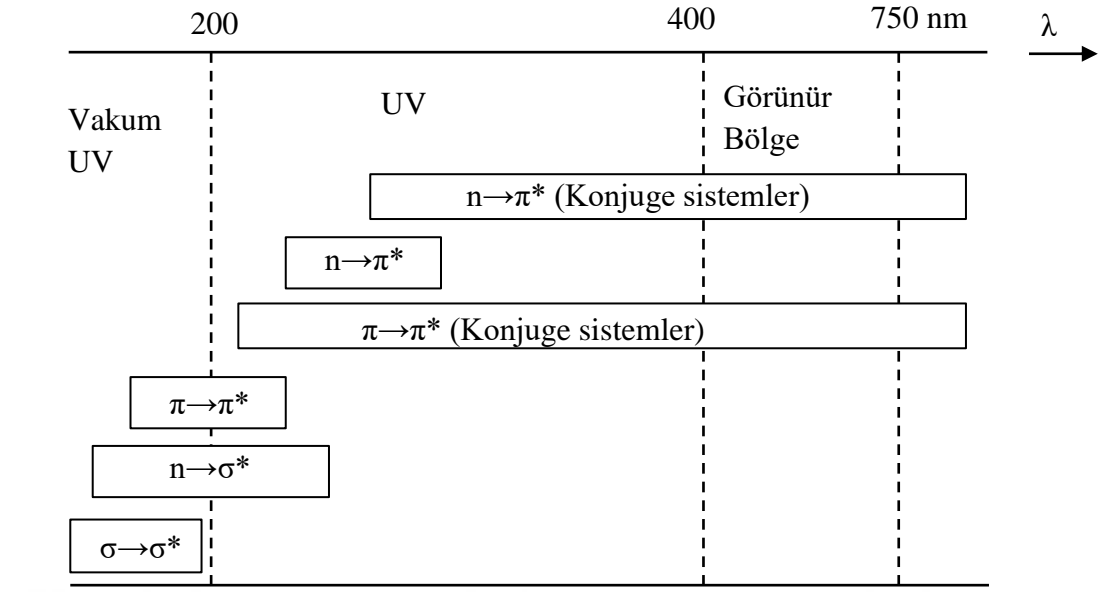 200 400 750 nm λ
Vakum
UV
UV
Görünür
Bölge
n→π* (Konjuge sistemler)
n→π*
π→π* (Konjuge sistemler)
π→π*
n→σ*
σ→σ*